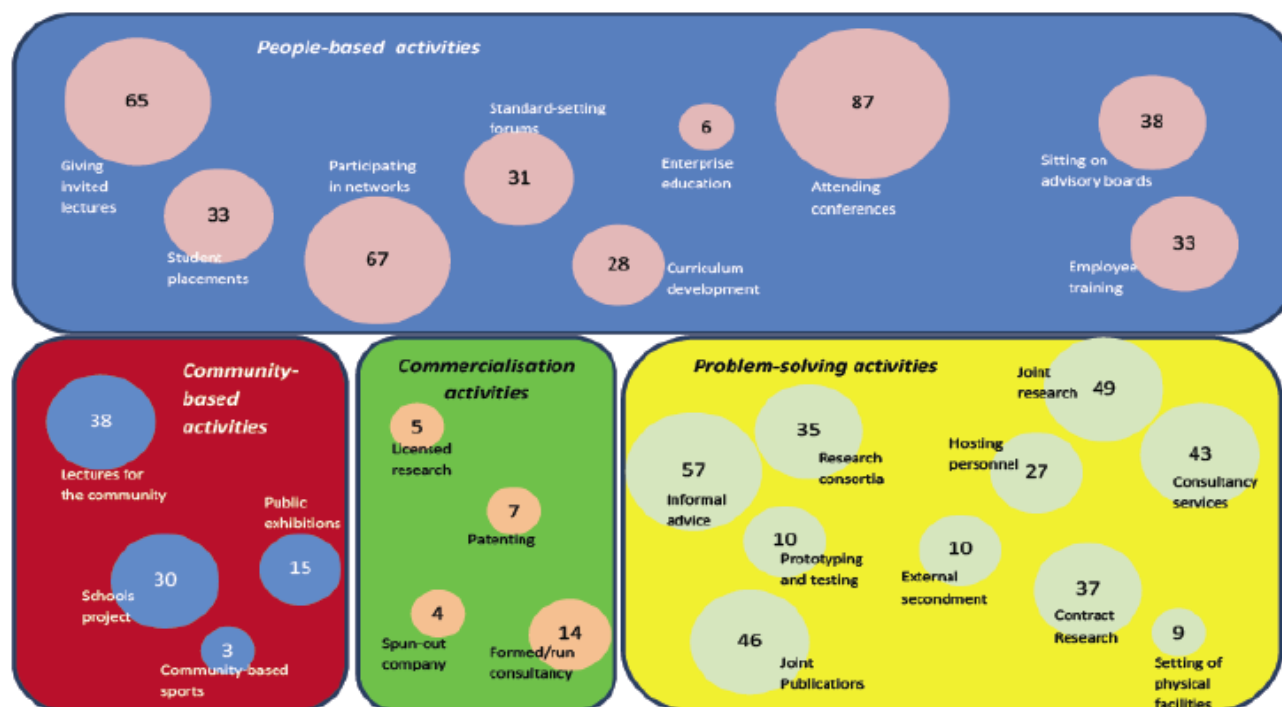 People-based activities
65
Giving
invited
lectures
33
Student
placements
Participating
in networks
67
Standard-setting
forums
31
28
Curriculum
development
6
Enterprise
education
87
Attending
conferences
38
Sitting on
advisory boards
33
Employee
training
Community-
based
activities
38
Lectures for
the community
Public
exhibitions
15
30
Schools
project
3
Community-based
sports
Commercialisation
activities
5
Licensed
research
7
Patenting
4
Spun-out
company
14
Formed/run
consultancy
Problem-solving activities
57
Informal
advice
35
Research
consortia
Joint
research
49
Hosting
personnel
27
43
Consultancy
services
10
Prototyping
and testing
10
External
secondment
37
Contract
Research
46
Joint
Publications
9
Setting of
physical
facilities